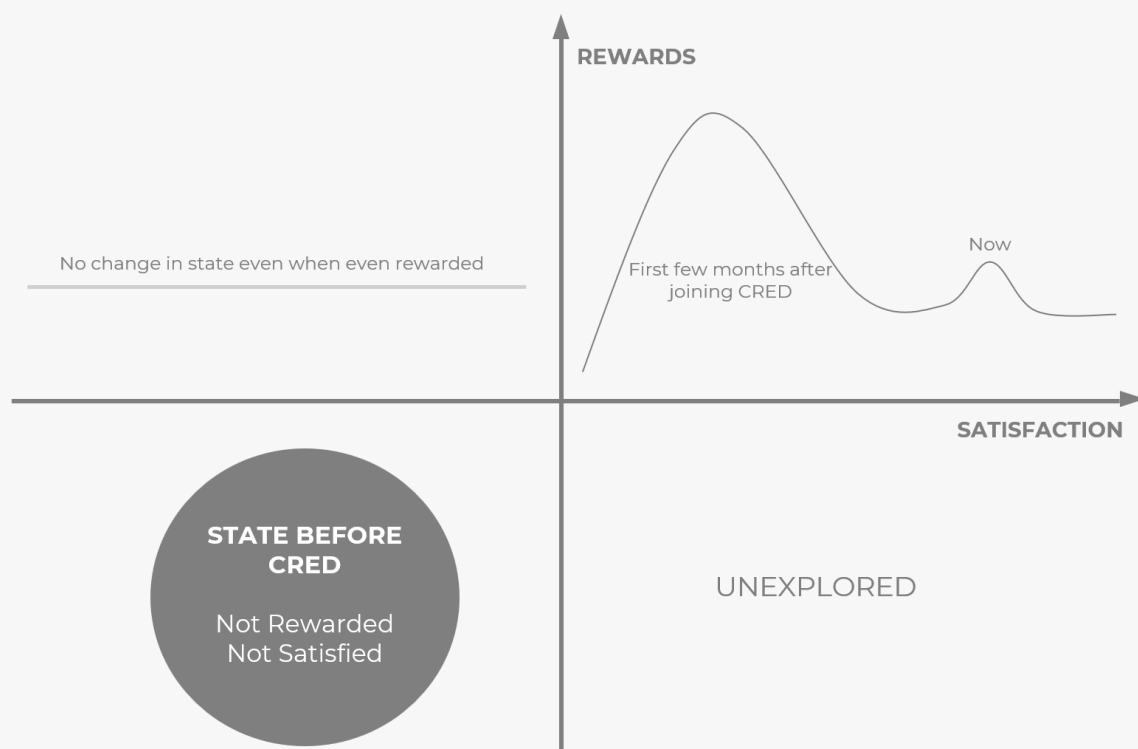 REWARDS
Now
No change in state even when even rewarded
First few months after
joining CRED
SATISFACTION
STATE BEFORE
CRED
Not Rewarded
Not Satisfied
UNEXPLORED